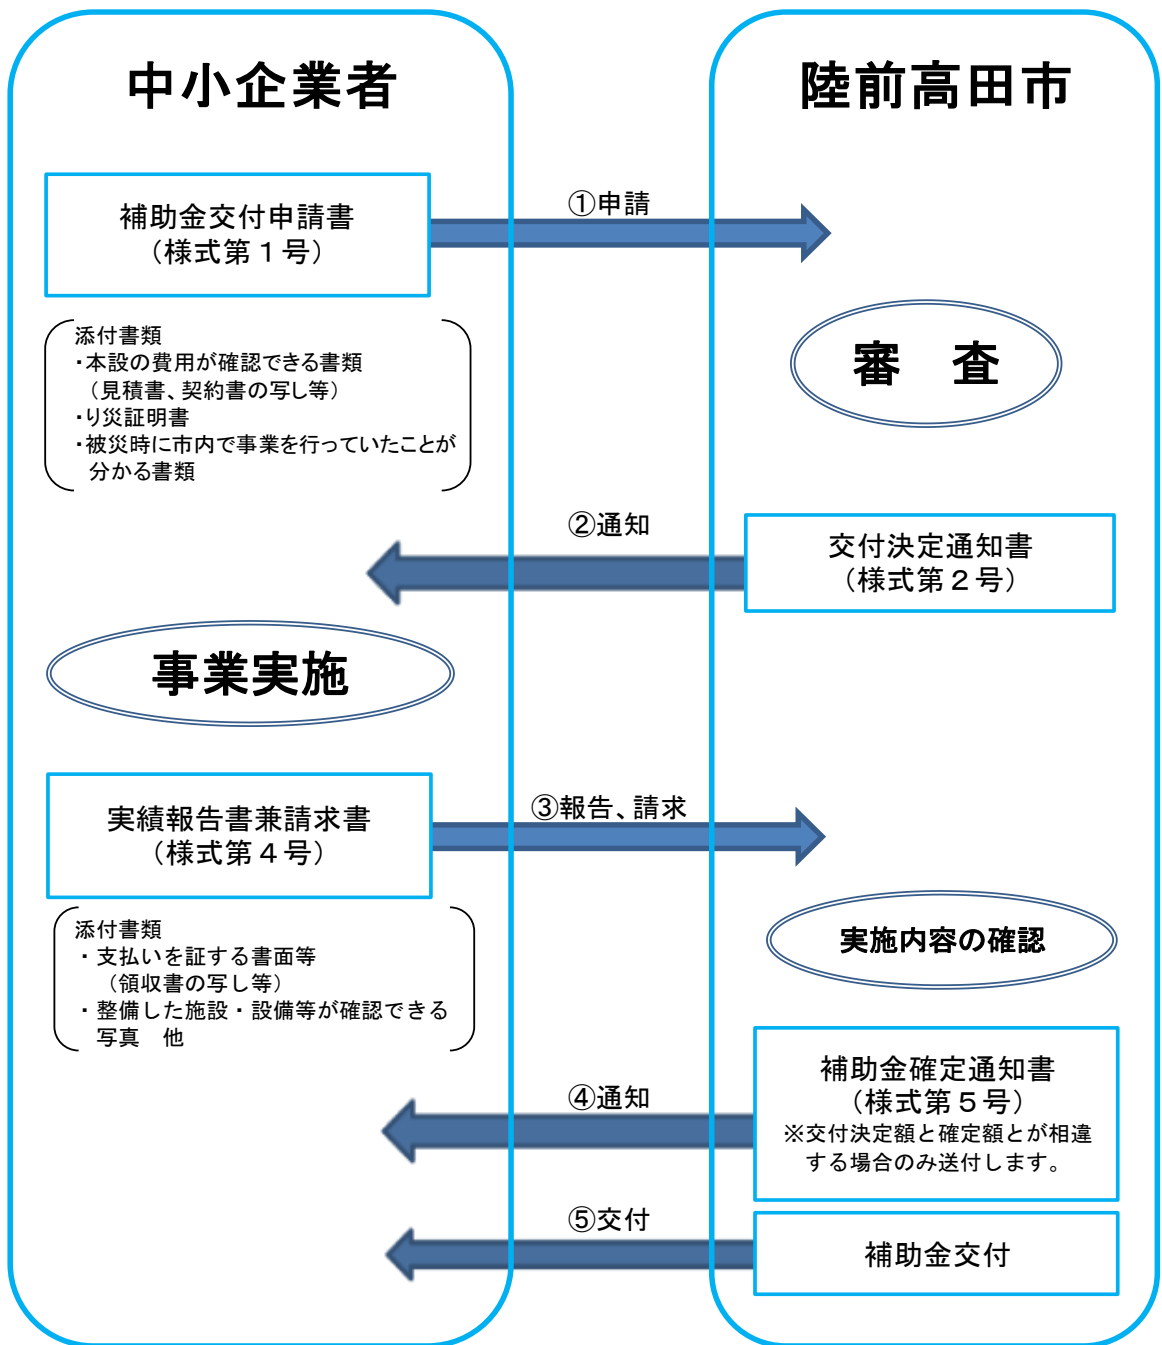 中小企業者
陸前高田市
補助金交付申請書
（様式第１号）
①申請
添付書類
・本設の費用が確認できる書類
（見積書、契約書の写し等）
・り災証明書
・被災時に市内で事業を行っていたことが
分かる書類
審　査
②通知
交付決定通知書
（様式第２号）
事業実施
実績報告書兼請求書
（様式第４号）
③報告、請求
添付書類
・支払いを証する書面等
（領収書の写し等）
・整備した施設・設備等が確認できる
写真　他
実施内容の確認
④通知
補助金確定通知書
（様式第５号）
※交付決定額と確定額とが相違
する場合のみ送付します。
⑤交付
補助金交付